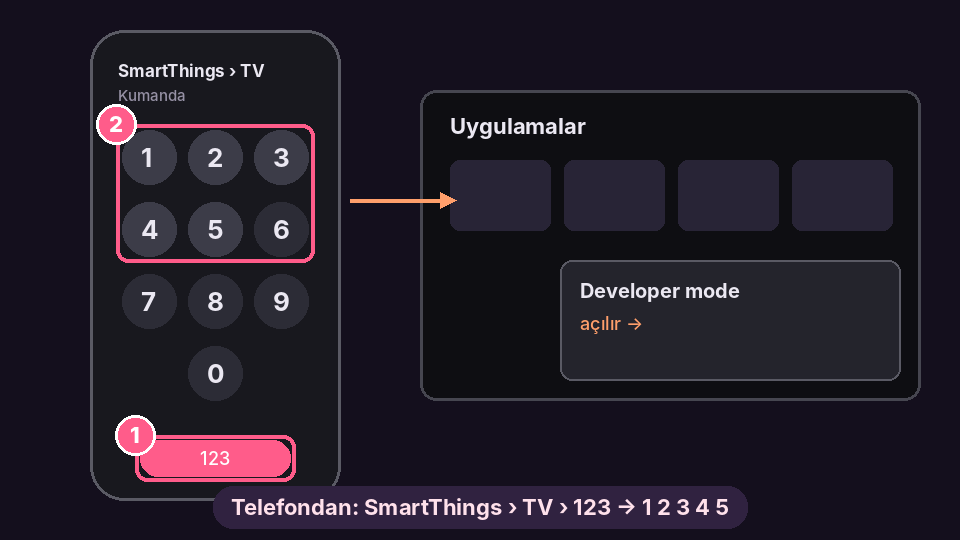 SmartThings › TV
Kumanda
2
1 2 3
4 5 6
7 8 9
0
1
123
Uygulamalar
Developer mode
açılır →
Telefondan: SmartThings › TV › 123 → 1 2 3 4 5